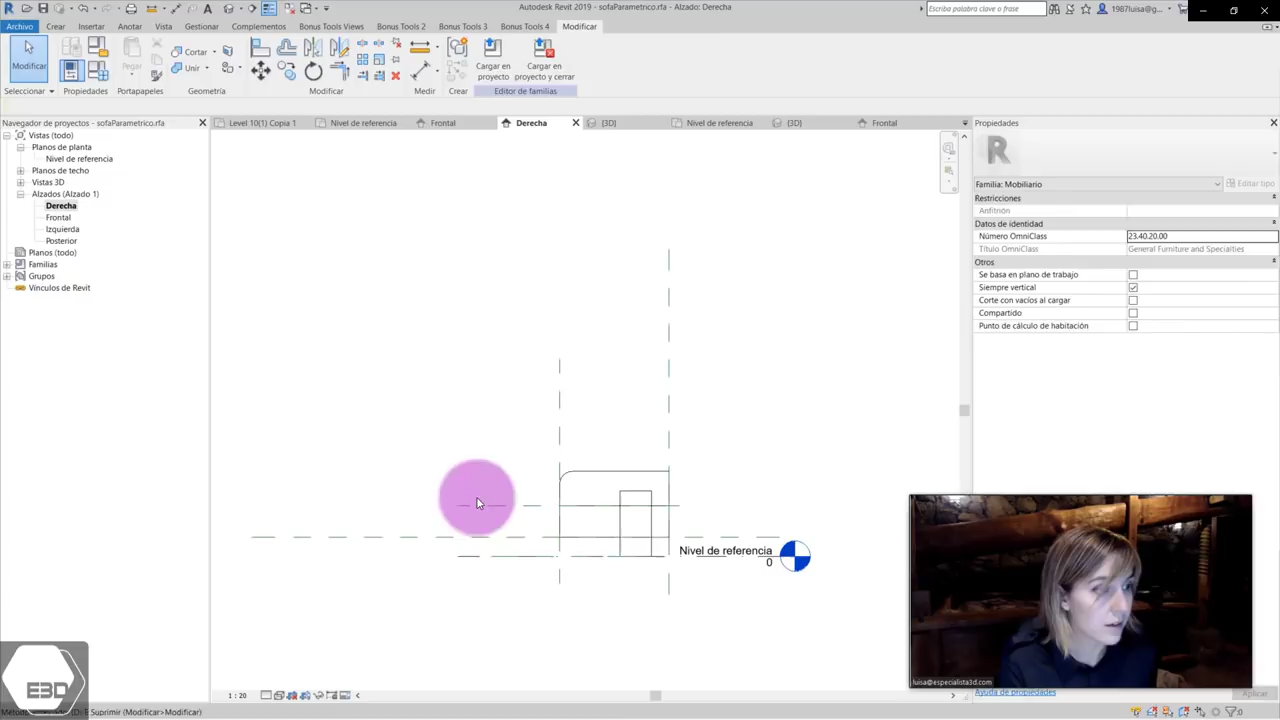 Autodesk Revit 2019 - sofaParametrico.rfa - Alzado: Derecha
Escriba palabra clave o frase
1987luisa@g...
Archivo Crear Insertar Anotar Vista Gestionar Complementos Bonus Tools Views Bonus Tools 2 Bonus Tools 3 Bonus Tools 4 Modificar
Modificar
Pegar
Cortar
Unir
Cargar en proyecto
Cargar en proyecto y cerrar
Seleccionar Propiedades Portapapeles Geometría Modificar Medir Crear Editor de familias
Navegador de proyectos - sofaParametrico.rfa
Level 10(1) Copia 1 Nivel de referencia Frontal Derecha {3D} Nivel de referencia {3D} Frontal
Propiedades
Vistas (todo)
Planos de planta
Nivel de referencia
Planos de techo
Vistas 3D
Alzados (Alzado 1)
Derecha
Frontal
Izquierda
Posterior
Planos (todo)
Familias
Grupos
Vínculos de Revit
R
Familia: Mobiliario
Editar tipo
Restricciones
Anfitrión
Datos de identidad
Número OmniClass 23.40.20.00
Título OmniClass General Furniture and Specialties
Otros
Se basa en plano de trabajo
Siempre vertical
Corte con vacíos al cargar
Compartido
Punto de cálculo de habitación
Nivel de referencia
0
E3D
luisa@especialista3d.com
1 : 20
Ayuda de propiedades
Aplicar
Suprimir (Modificar>Modificar)
:0